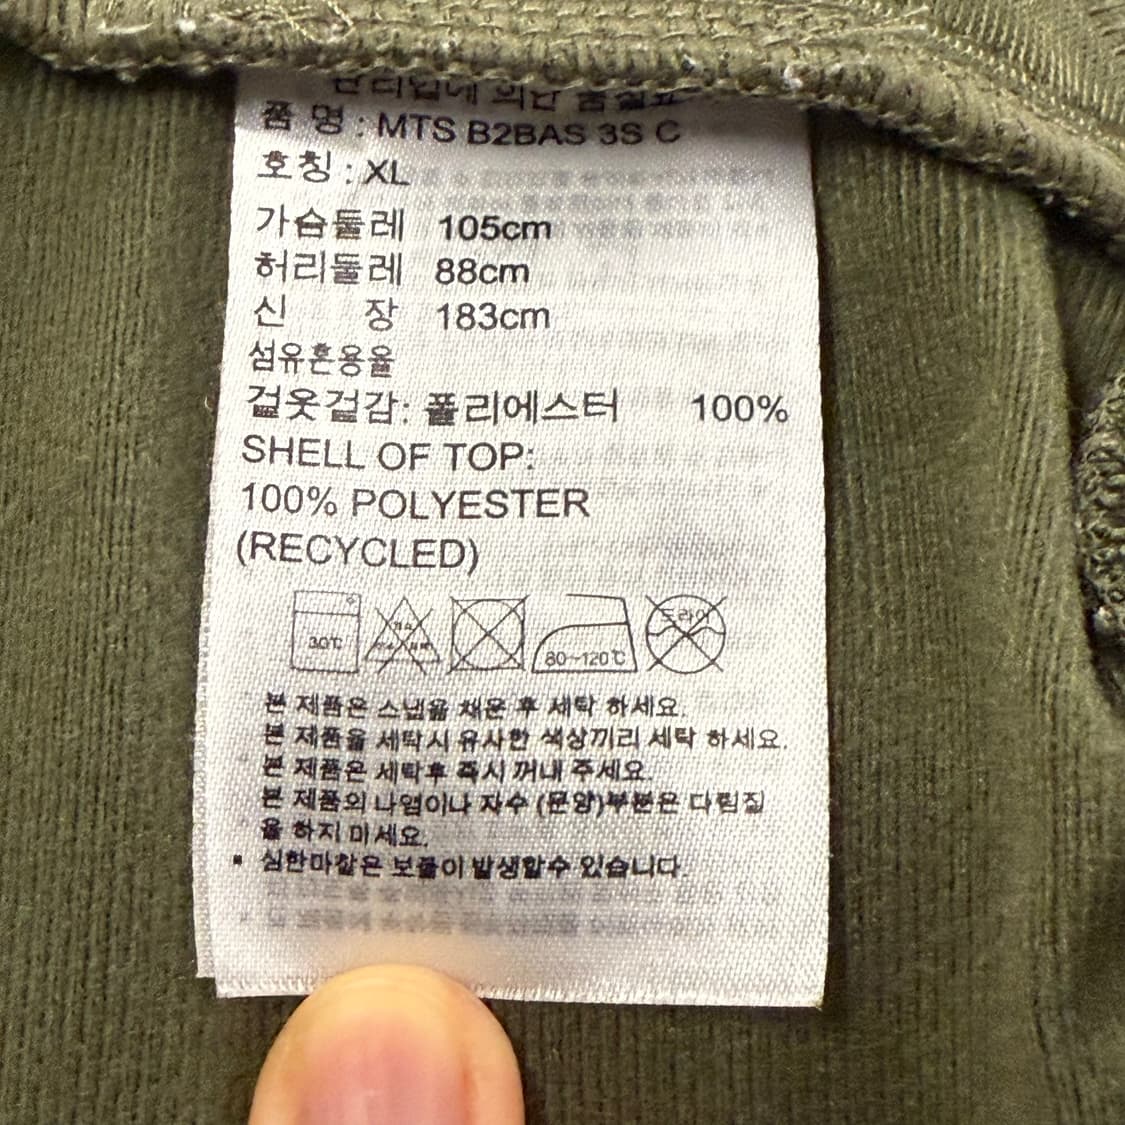 품 명 : MTS B2BAS 3S C
호칭 : XL
가슴둘레 105cm
허리둘레 88cm
신 장 183cm
섬유혼용율
겉옷겉감: 폴리에스터 100%
SHELL OF TOP:
100% POLYESTER
(RECYCLED)
30℃ 80~120℃ 드라이
본 제품은 스냅을 채운 후 세탁 하세요.
본 제품을 세탁시 유사한 색상끼리 세탁 하세요.
본 제품은 세탁후 즉시 꺼내 주세요.
본 제품의 나염이나 자수 (문양)부분은 다림질
을 하지 마세요.
▪ 심한마찰은 보풀이 발생할수 있습니다.